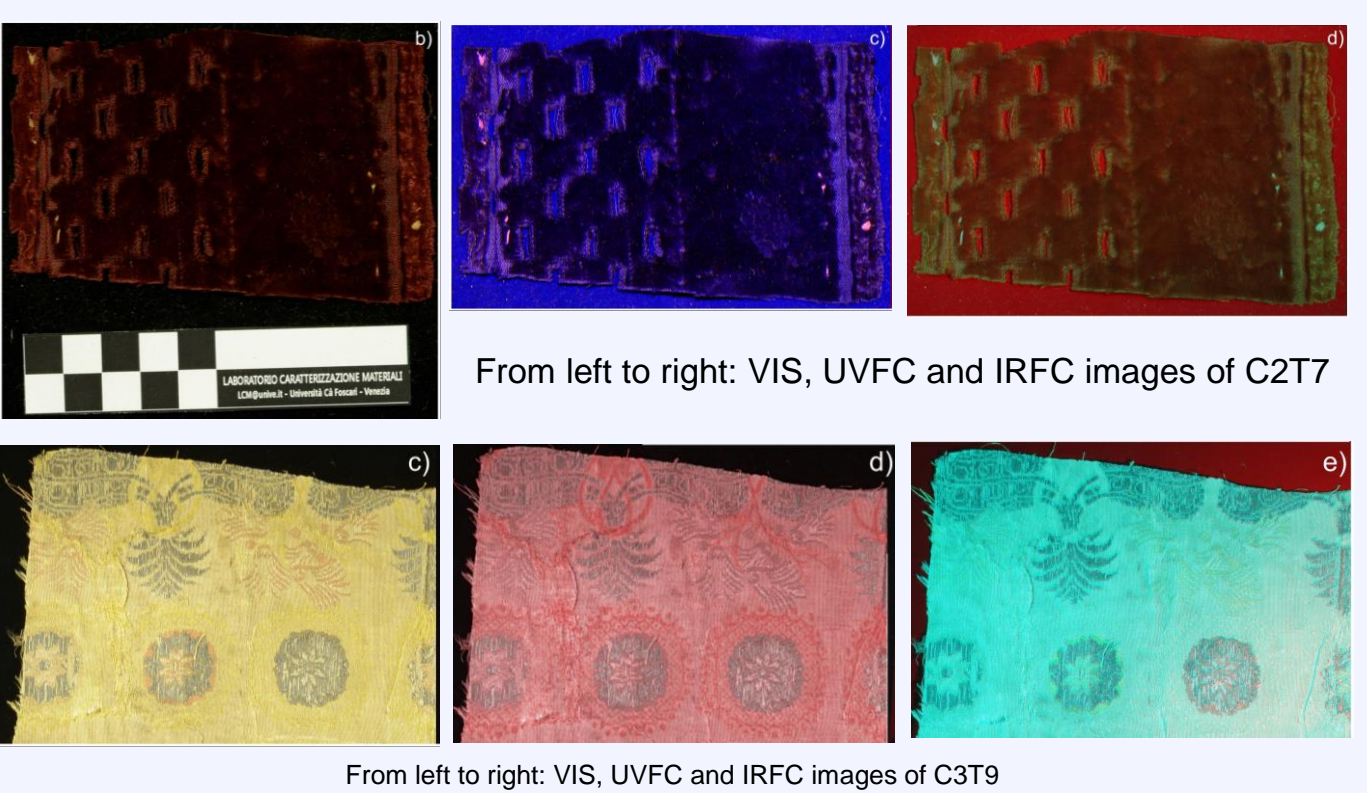 b)
c)
d)
LABORATORIO CARATTERIZZAZIONE MATERIALI
LCM@unive.it - Università Cà Foscari - Venezia
From left to right: VIS, UVFC and IRFC images of C2T7
c)
d)
e)
From left to right: VIS, UVFC and IRFC images of C3T9